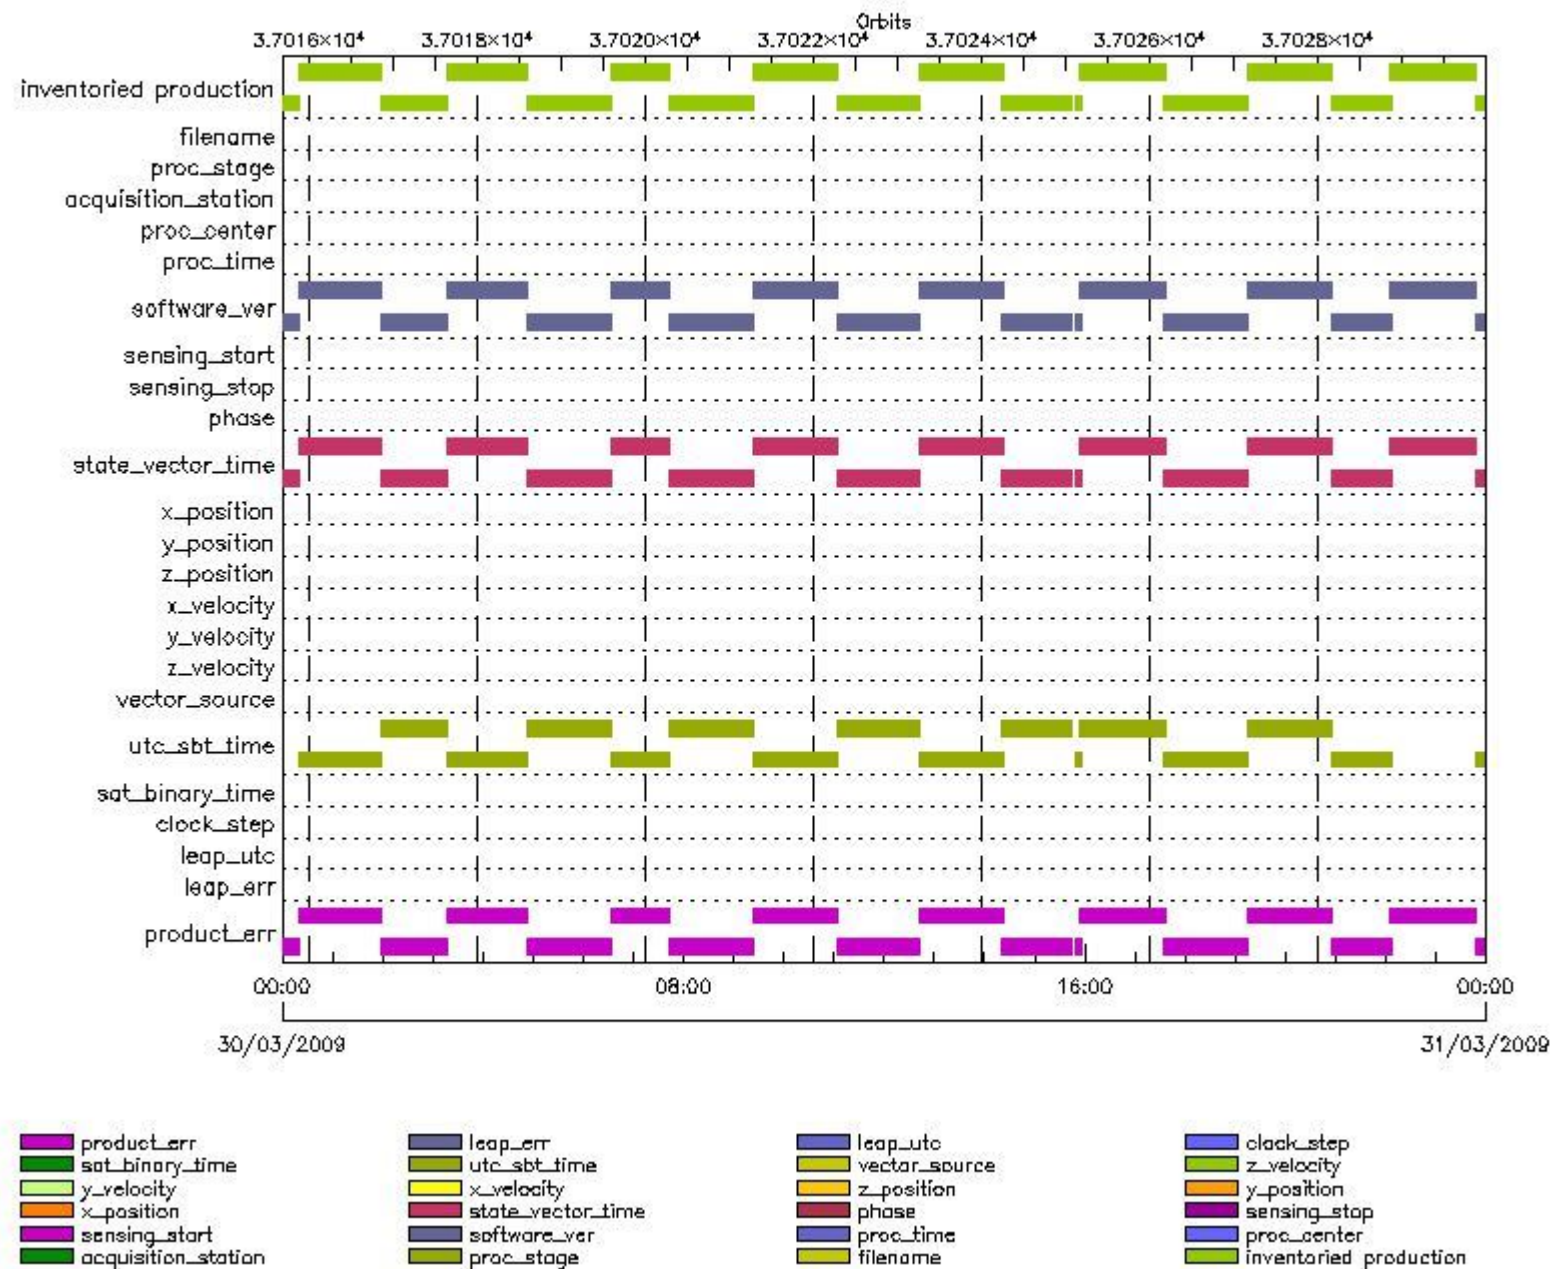 Orbits
3.7016×10⁴ 3.7018×10⁴ 3.7020×10⁴ 3.7022×10⁴ 3.7024×10⁴ 3.7026×10⁴ 3.7028×10⁴
inventoried production
filename
proc_stage
acquisition_station
proc_center
proc_time
software_ver
sensing_start
sensing_stop
phase
state_vector_time
x_position
y_position
z_position
x_velocity
y_velocity
z_velocity
vector_source
utc_sbt_time
sat_binary_time
clock_step
leap_utc
leap_err
product_err
00:00 08:00 16:00 00:00
30/03/2009 31/03/2009
product_err leap_err leap_utc clock_step
sat_binary_time utc_sbt_time vector_source z_velocity
y_velocity x_velocity z_position y_position
x_position state_vector_time phase sensing_stop
sensing_start software_ver proc_time proc_center
acquisition_station proc_stage filename inventoried production